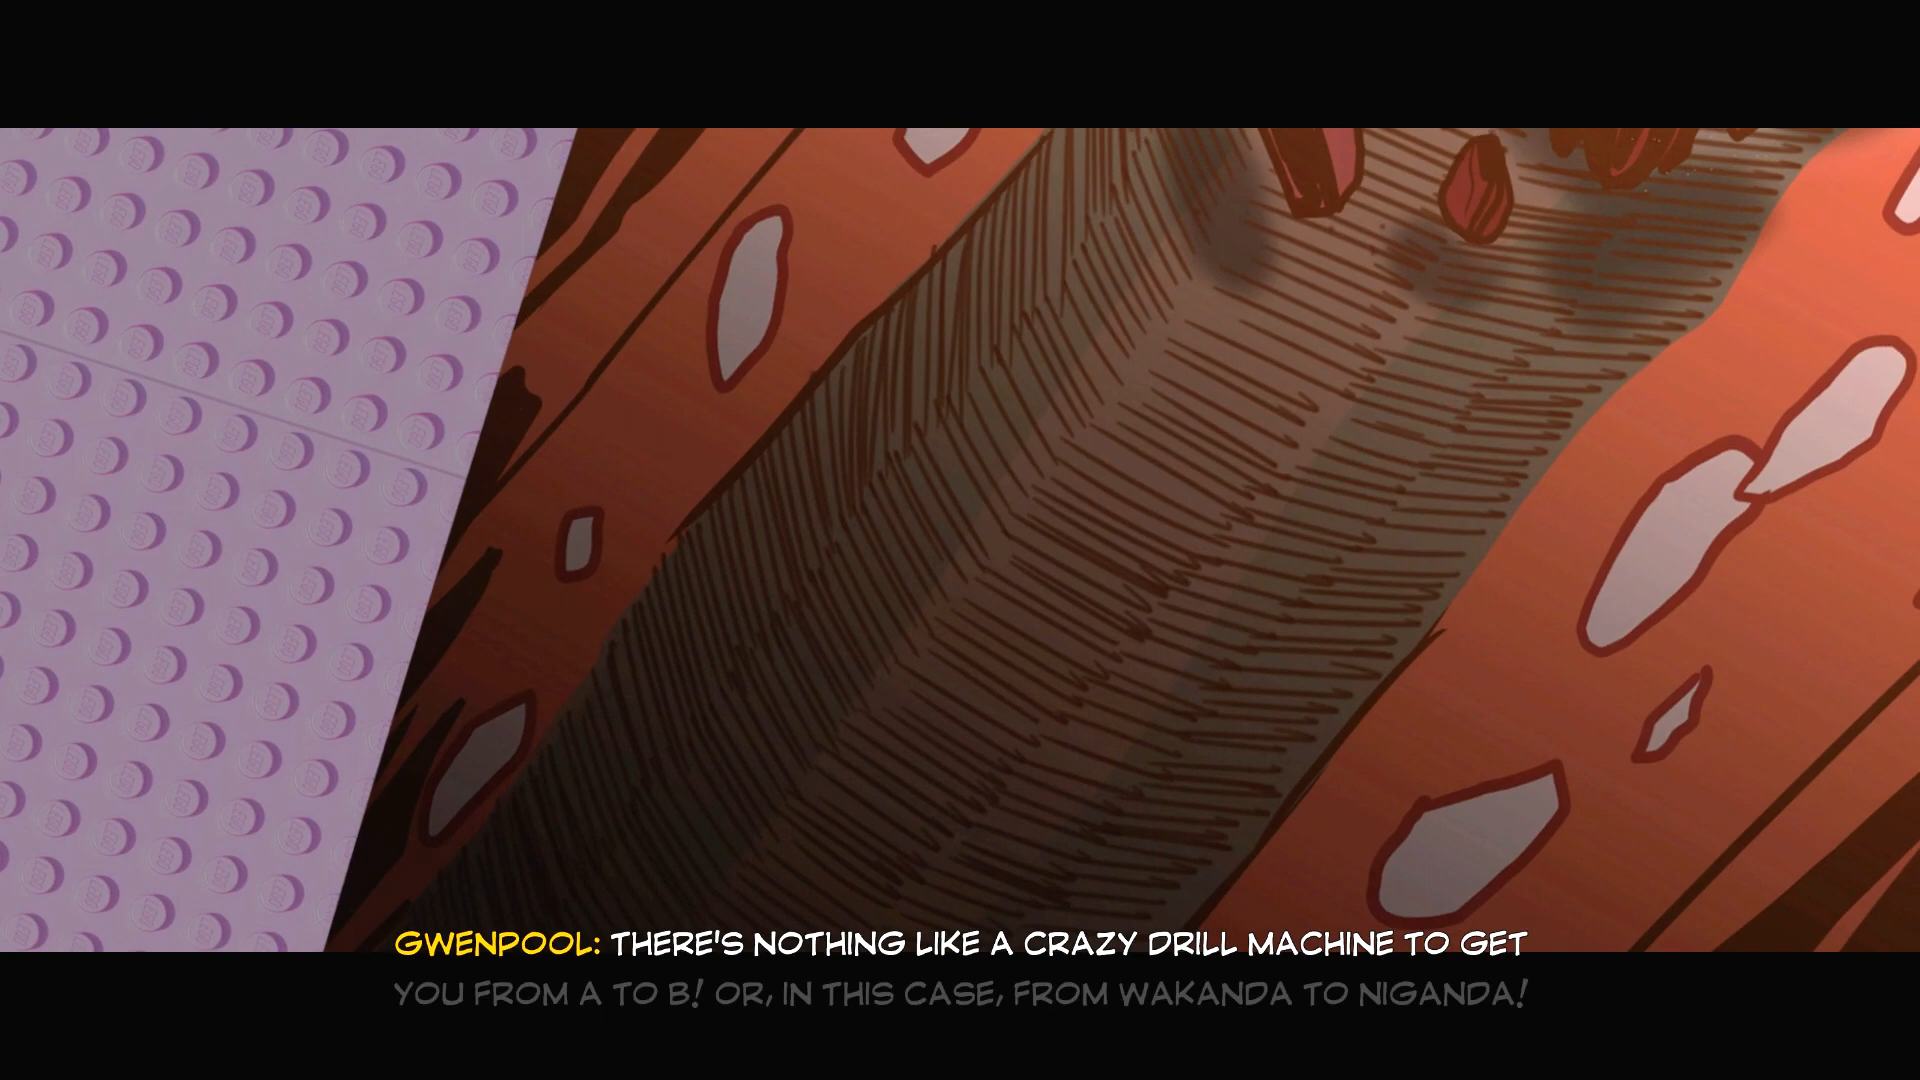 GWENPOOL: THERE'S NOTHING LIKE A CRAZY DRILL MACHINE TO GET
YOU FROM A TO B! OR, IN THIS CASE, FROM WAKANDA TO NIGANDA!